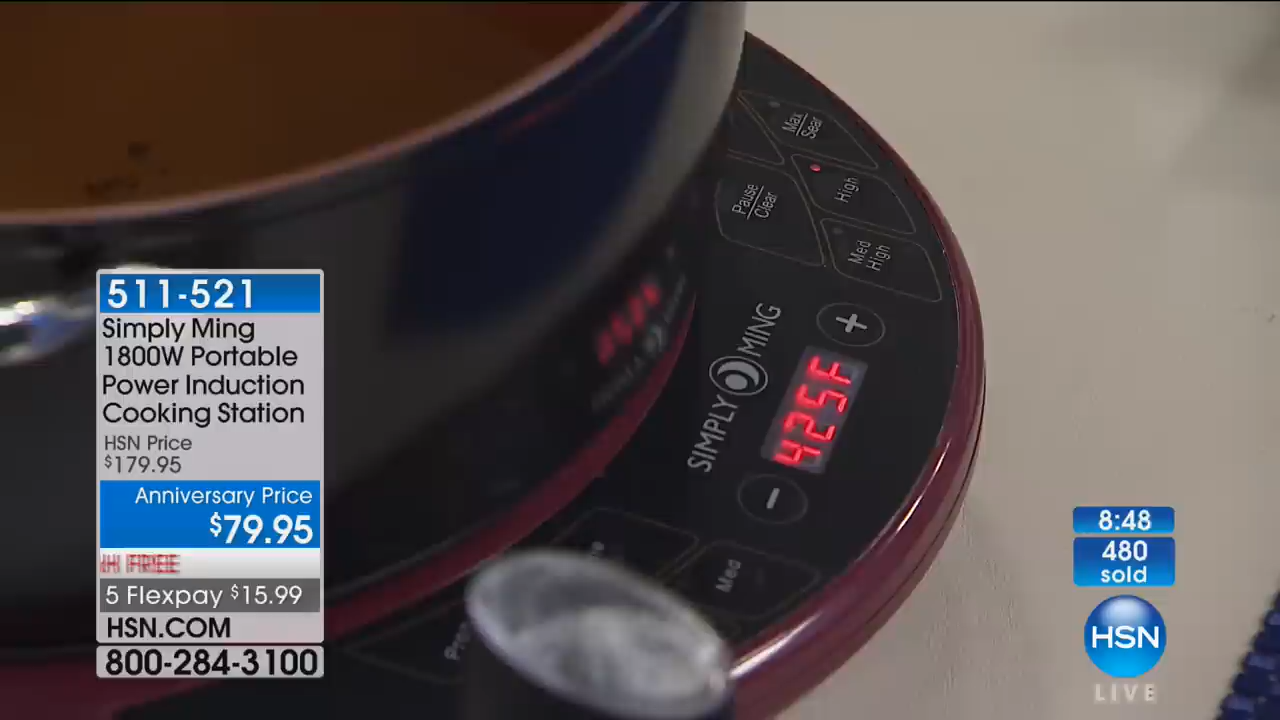 511-521
Simply Ming
1800W Portable
Power Induction
Cooking Station
HSN Price
$179.95
Anniversary Price
$79.95
FREE
5 Flexpay $15.99
HSN.COM
800-284-3100
Max
Sear
High
Pause
Clear
Med
High
+
SIMPLY MING
425F
-
Med
8:48
480
sold
HSN
LIVE